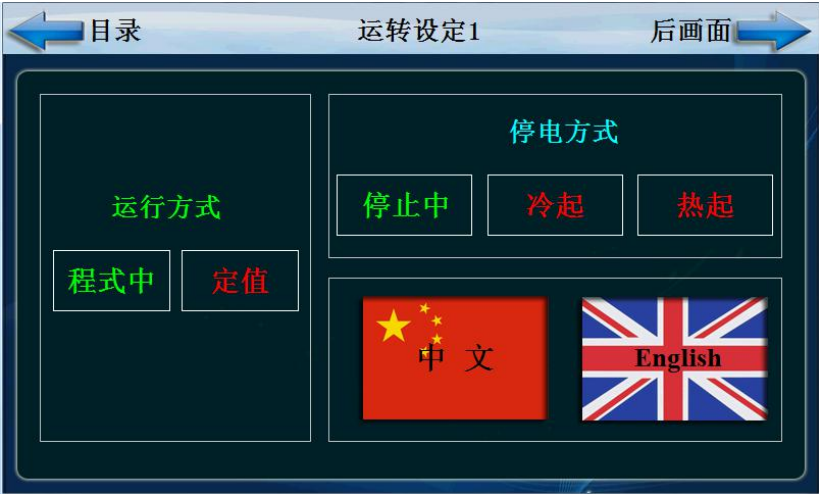 目录 运转设定1 后画面
运行方式
程式中 定值
停电方式
停止中 冷起 热起
中 文 English